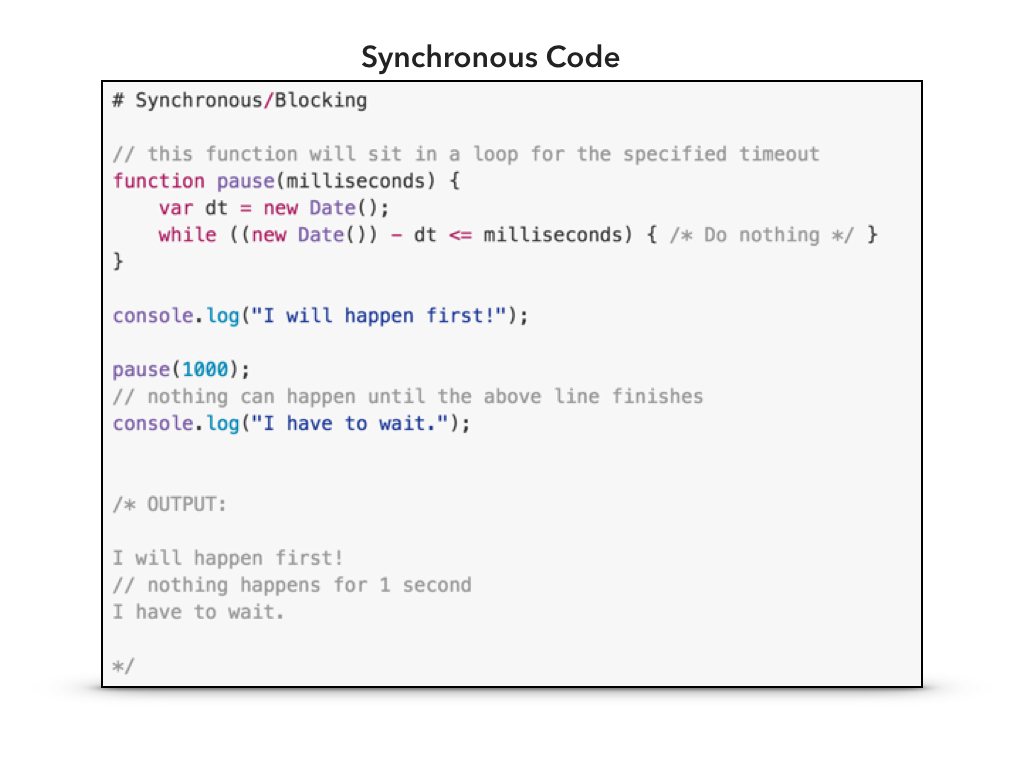 Synchronous Code
# Synchronous/Blocking
// this function will sit in a loop for the specified timeout
function pause(milliseconds) {
    var dt = new Date();
    while ((new Date()) - dt <= milliseconds) { /* Do nothing */ }
}
console.log("I will happen first!");
pause(1000);
// nothing can happen until the above line finishes
console.log("I have to wait.");
/* OUTPUT:
I will happen first!
// nothing happens for 1 second
I have to wait.
*/